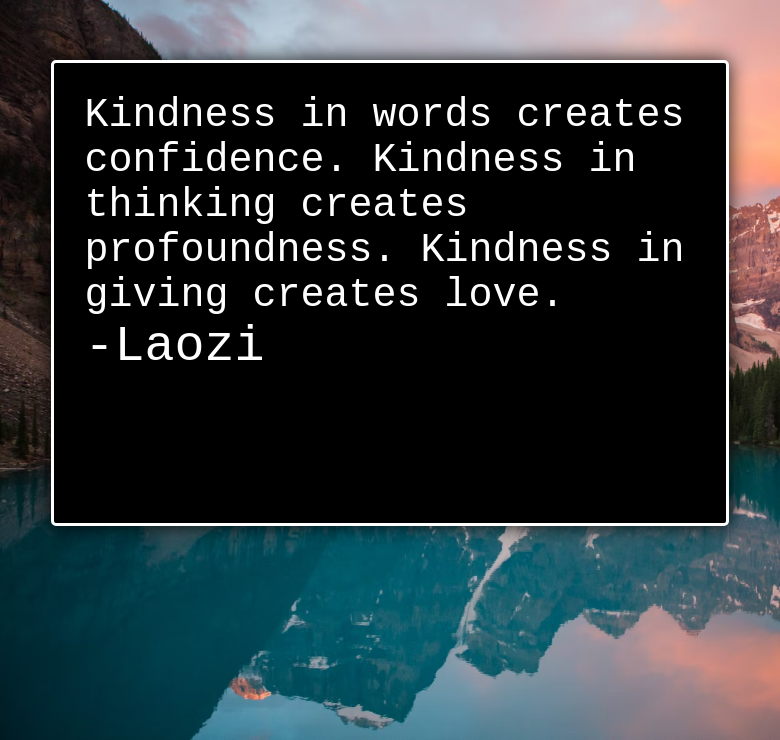 Kindness in words creates
confidence. Kindness in
thinking creates
profoundness. Kindness in
giving creates love.
-Laozi